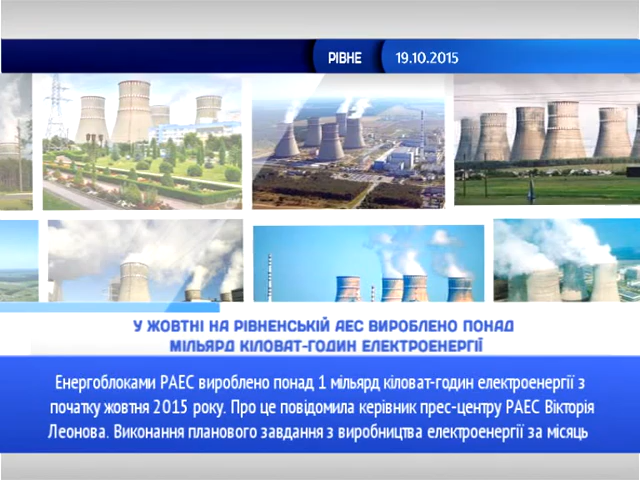 РІВНЕ 19.10.2015
У ЖОВТНІ НА РІВНЕНСЬКІЙ АЕС ВИРОБЛЕНО ПОНАД
МІЛЬЯРД КІЛОВАТ-ГОДИН ЕЛЕКТРОЕНЕРГІЇ
Енергоблоками РАЕС вироблено понад 1 мільярд кіловат-годин електроенергії з
початку жовтня 2015 року. Про це повідомила керівник прес-центру РАЕС Вікторія
Леонова. Виконання планового завдання з виробництва електроенергії за місяць